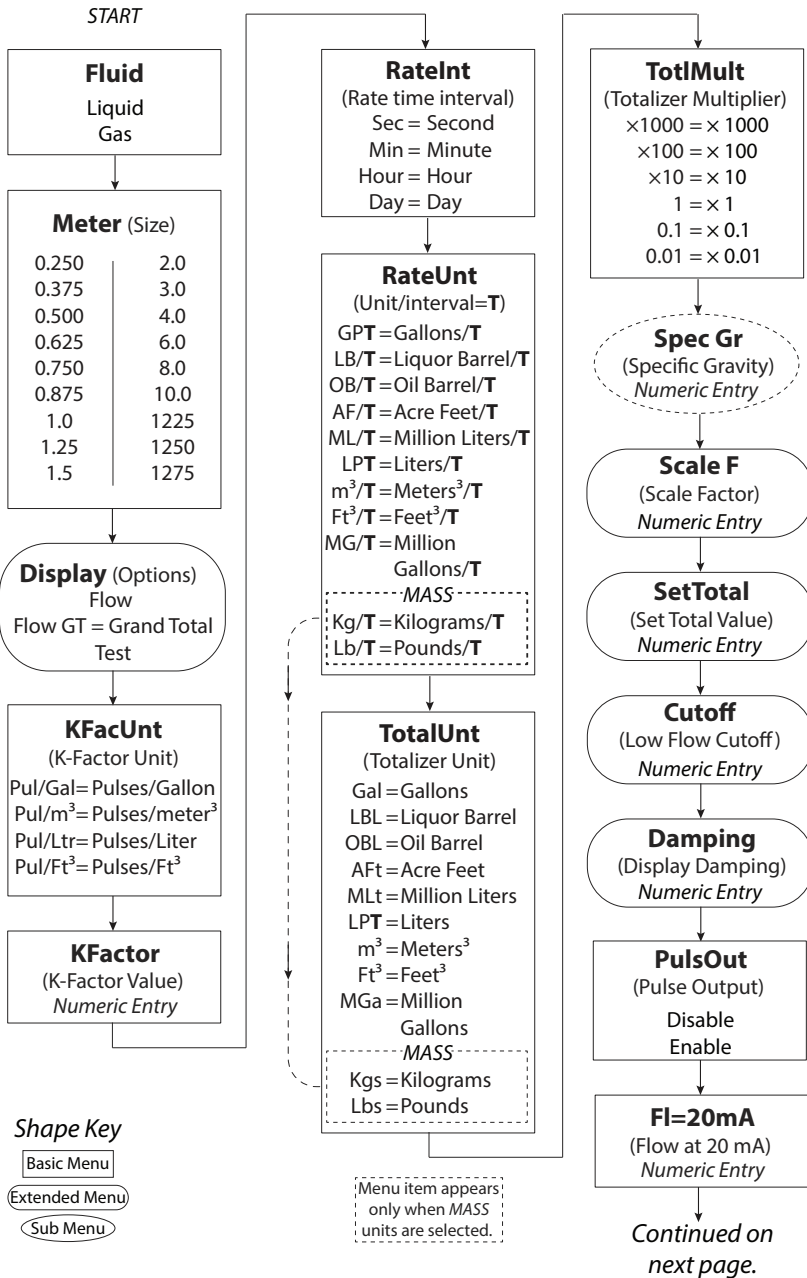 START
Fluid
Liquid
Gas
Meter (Size)
0.250 2.0
0.375 3.0
0.500 4.0
0.625 6.0
0.750 8.0
0.875 10.0
1.0 1225
1.25 1250
1.5 1275
Display (Options)
Flow
Flow GT = Grand Total
Test
KFacUnt
(K-Factor Unit)
Pul/Gal= Pulses/Gallon
Pul/m³= Pulses/meter³
Pul/Ltr= Pulses/Liter
Pul/Ft³= Pulses/Ft³
KFactor
(K-Factor Value)
Numeric Entry
Shape Key
Basic Menu
Extended Menu
Sub Menu
RateInt
(Rate time interval)
Sec = Second
Min = Minute
Hour = Hour
Day = Day
RateUnt
(Unit/interval=T)
GPT = Gallons/T
LB/T = Liquor Barrel/T
OB/T = Oil Barrel/T
AF/T = Acre Feet/T
ML/T = Million Liters/T
LPT = Liters/T
m³/T = Meters³/T
Ft³/T = Feet³/T
MG/T = Million
Gallons/T
MASS
Kg/T = Kilograms/T
Lb/T = Pounds/T
TotalUnt
(Totalizer Unit)
Gal = Gallons
LBL = Liquor Barrel
OBL = Oil Barrel
AFt = Acre Feet
MLt = Million Liters
LPT = Liters
m³ = Meters³
Ft³ = Feet³
MGa = Million
Gallons
MASS
Kgs = Kilograms
Lbs = Pounds
Menu item appears
only when MASS
units are selected.
TotlMult
(Totalizer Multiplier)
×1000 = × 1000
×100 = × 100
×10 = × 10
1 = × 1
0.1 = × 0.1
0.01 = × 0.01
Spec Gr
(Specific Gravity)
Numeric Entry
Scale F
(Scale Factor)
Numeric Entry
SetTotal
(Set Total Value)
Numeric Entry
Cutoff
(Low Flow Cutoff)
Numeric Entry
Damping
(Display Damping)
Numeric Entry
PulsOut
(Pulse Output)
Disable
Enable
Fl=20mA
(Flow at 20 mA)
Numeric Entry
Continued on
next page.